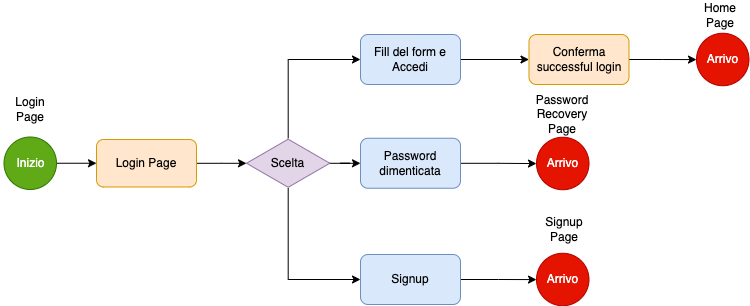 Home
Page
Fill del form e
Accedi
Conferma
successful login
Arrivo
Login
Page
Inizio
Login Page
Scelta
Password
Recovery
Page
Password
dimenticata
Arrivo
Signup
Page
Signup
Arrivo